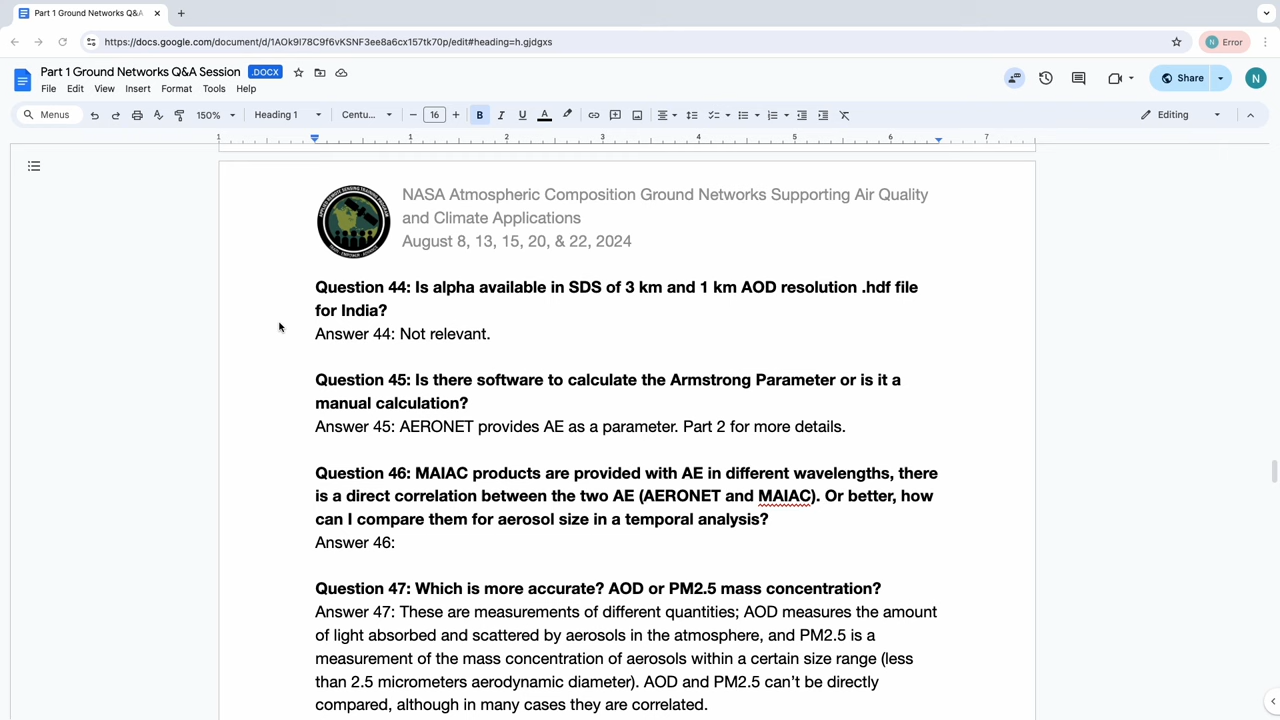 Part 1 Ground Networks Q&A
https://docs.google.com/document/d/1AOk9I78C9f6vKSNF3ee8a6cx157tk70p/edit#heading=h.gjdgxs
N Error
Part 1 Ground Networks Q&A Session .DOCX
File Edit View Insert Format Tools Help
Share
N
Menus 150% Heading 1 Centu... 16 B I U A Editing
1 1 2 3 4 5 6 7
NASA Atmospheric Composition Ground Networks Supporting Air Quality
and Climate Applications
August 8, 13, 15, 20, & 22, 2024
Question 44: Is alpha available in SDS of 3 km and 1 km AOD resolution .hdf file
for India?
Answer 44: Not relevant.
Question 45: Is there software to calculate the Armstrong Parameter or is it a
manual calculation?
Answer 45: AERONET provides AE as a parameter. Part 2 for more details.
Question 46: MAIAC products are provided with AE in different wavelengths, there
is a direct correlation between the two AE (AERONET and MAIAC). Or better, how
can I compare them for aerosol size in a temporal analysis?
Answer 46:
Question 47: Which is more accurate? AOD or PM2.5 mass concentration?
Answer 47: These are measurements of different quantities; AOD measures the amount
of light absorbed and scattered by aerosols in the atmosphere, and PM2.5 is a
measurement of the mass concentration of aerosols within a certain size range (less
than 2.5 micrometers aerodynamic diameter). AOD and PM2.5 can't be directly
compared, although in many cases they are correlated.